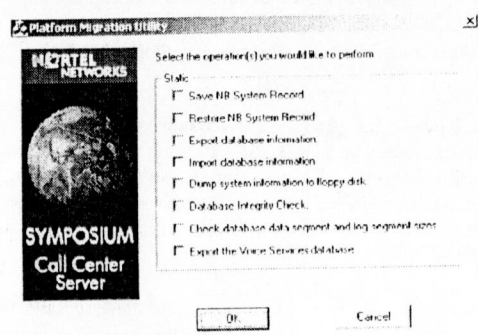 Platform Migration Utility
NORTEL
NETWORKS
SYMPOSIUM
Call Center
Server
Select the operation(s) you would like to perform
Static
Save NB System Record
Restore NB System Record
Export database information
Import database information
Dump system information to floppy disk
Database Integrity Check.
Check database data segment and log segment sizes
Export the Voice Services database
OK
Cancel